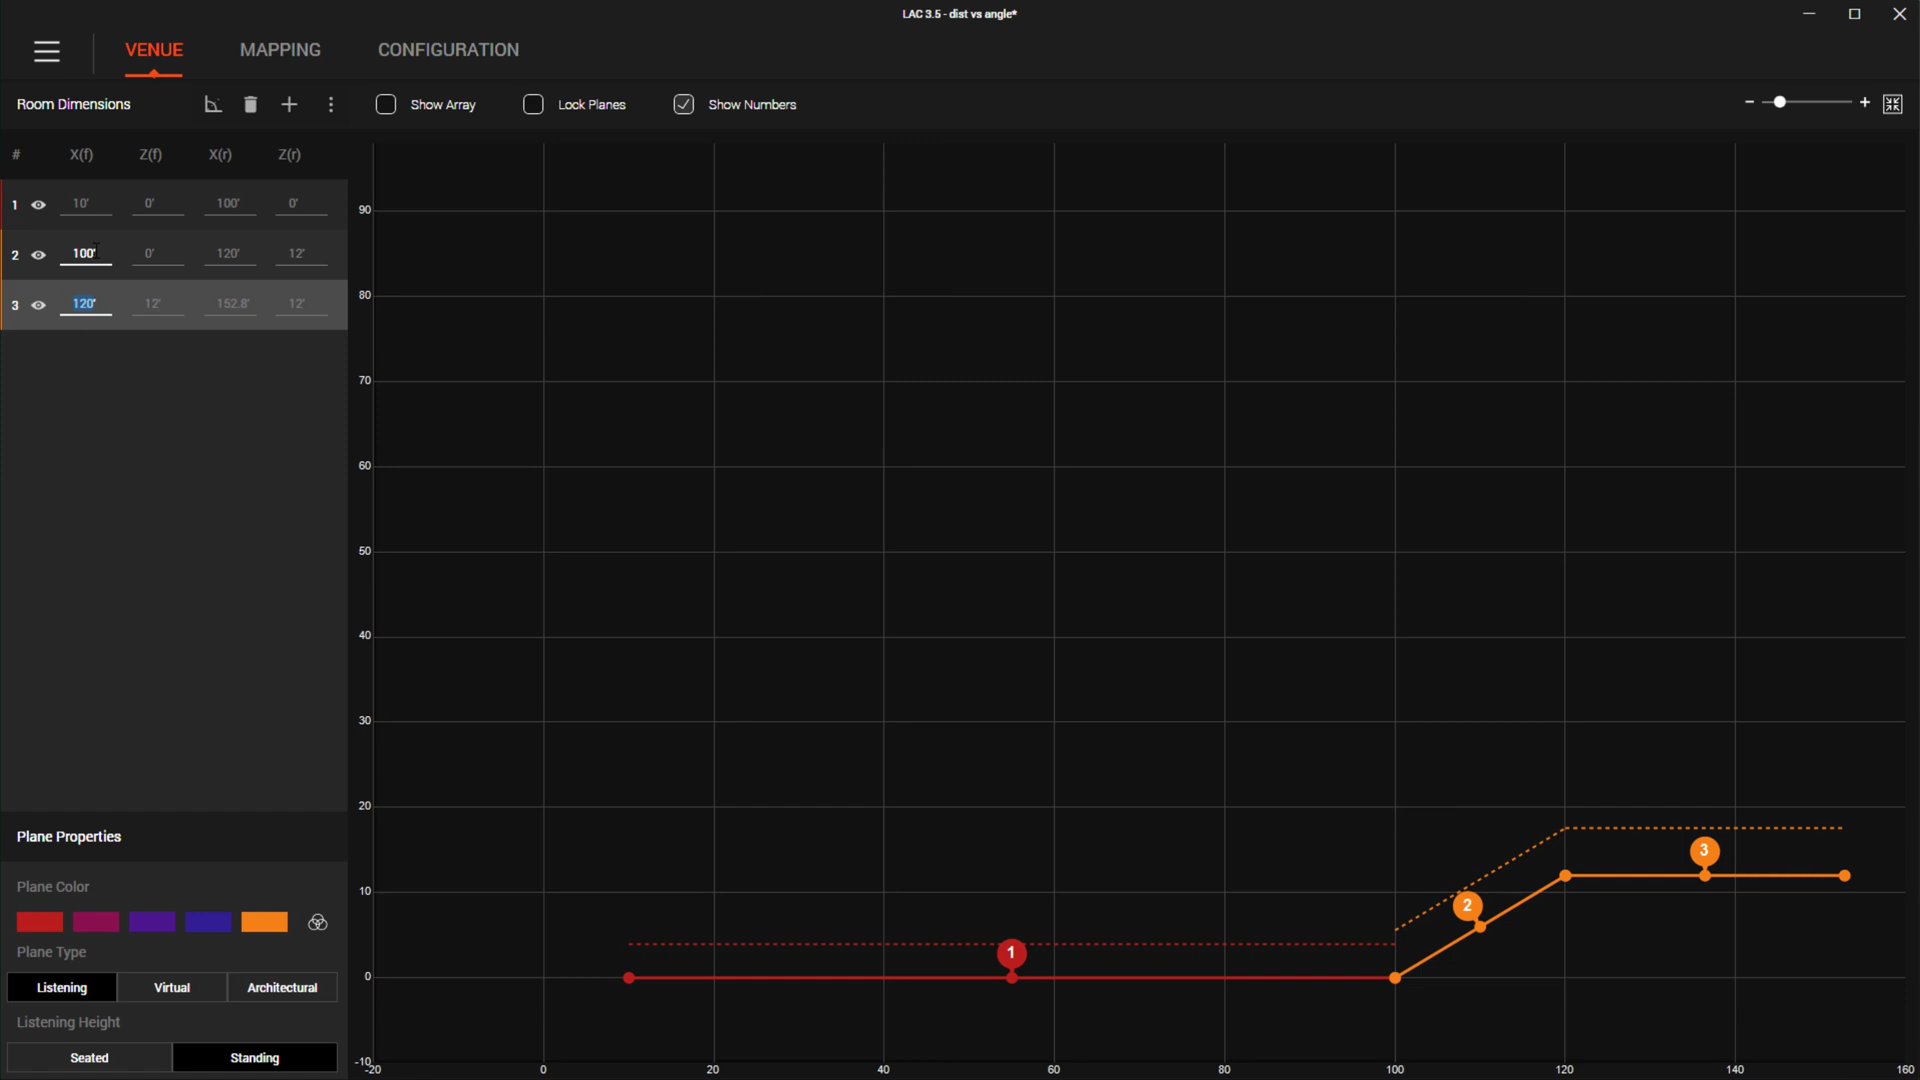 LAC 3.5 - dist vs angle*
VENUE MAPPING CONFIGURATION
Room Dimensions Show Array Lock Planes Show Numbers
# X(f) Z(f) X(r) Z(r)
1 10' 0' 100' 0'
2 100' 0' 120' 12'
3 120' 12' 152.8' 12'
90
80
70
60
50
40
30
20
10
0
-10
3
2
1
-20 0 20 40 60 80 100 120 140 160
Plane Properties
Plane Color
Plane Type
Listening Virtual Architectural
Listening Height
Seated Standing